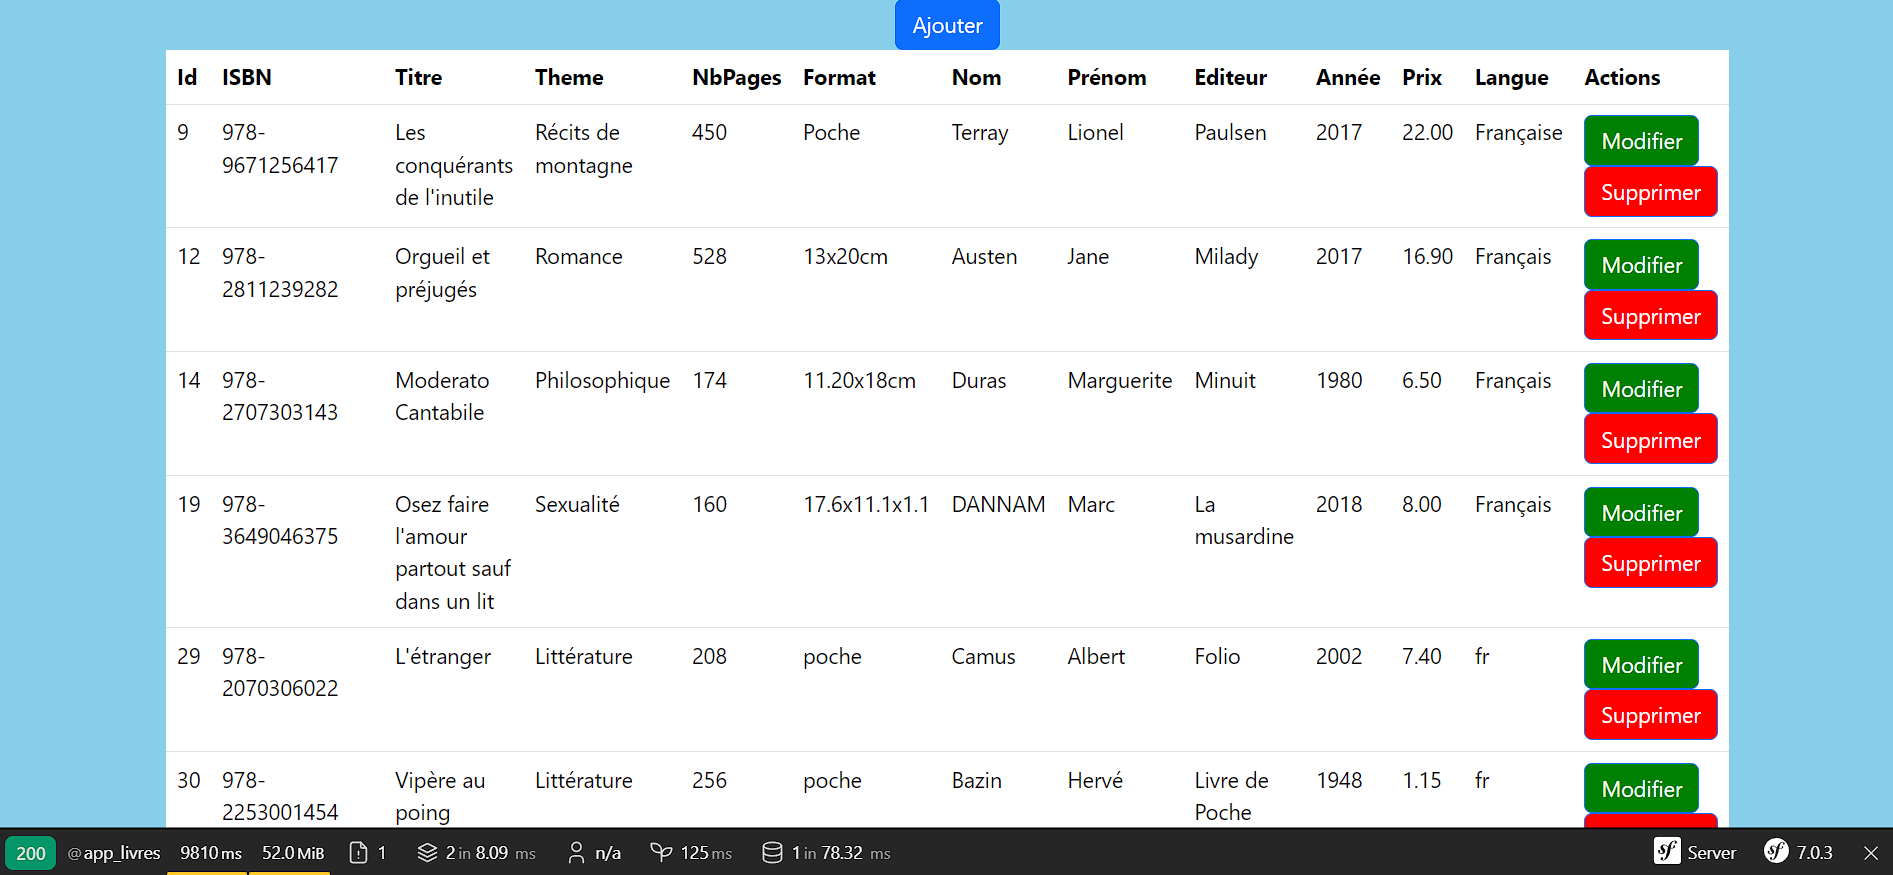 Ajouter
Id ISBN Titre Theme NbPages Format Nom Prénom Editeur Année Prix Langue Actions
9 978- Les Récits de 450 Poche Terray Lionel Paulsen 2017 22.00 Française Modifier
9671256417 conquérants montagne
de l'inutile Supprimer
12 978- Orgueil et Romance 528 13x20cm Austen Jane Milady 2017 16.90 Français Modifier
2811239282 préjugés
Supprimer
14 978- Moderato Philosophique 174 11.20x18cm Duras Marguerite Minuit 1980 6.50 Français Modifier
2707303143 Cantabile
Supprimer
19 978- Osez faire Sexualité 160 17.6x11.1x1.1 DANNAM Marc La 2018 8.00 Français Modifier
3649046375 l'amour musardine
partout sauf Supprimer
dans un lit
29 978- L'étranger Littérature 208 poche Camus Albert Folio 2002 7.40 fr Modifier
2070306022
Supprimer
30 978- Vipère au Littérature 256 poche Bazin Hervé Livre de 1948 1.15 fr Modifier
2253001454 poing Poche
200 @app_livres 9810 ms 52.0 MiB 1 2 in 8.09 ms n/a 125 ms 1 in 78.32 ms sf Server sf 7.0.3